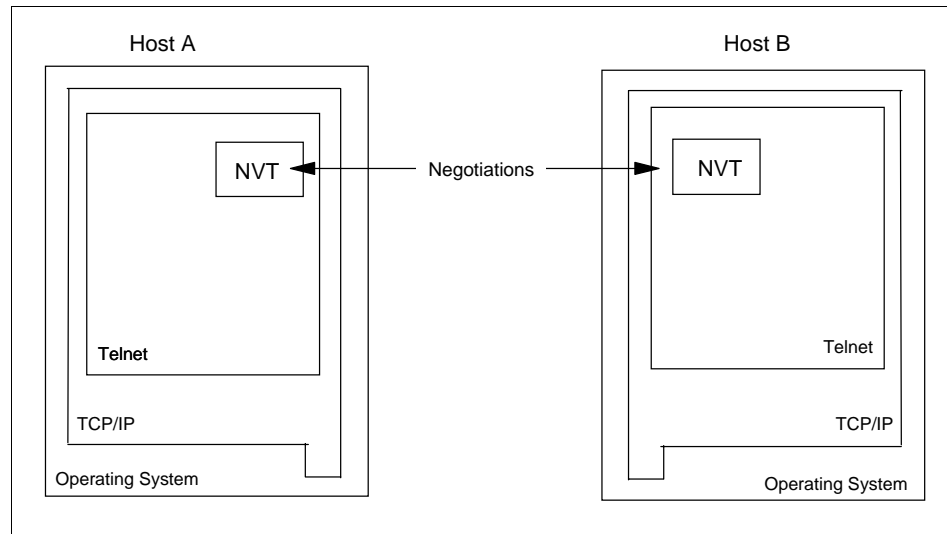 Host A
Host B
NVT
Negotiations
NVT
Telnet
Telnet
TCP/IP
TCP/IP
Operating System
Operating System